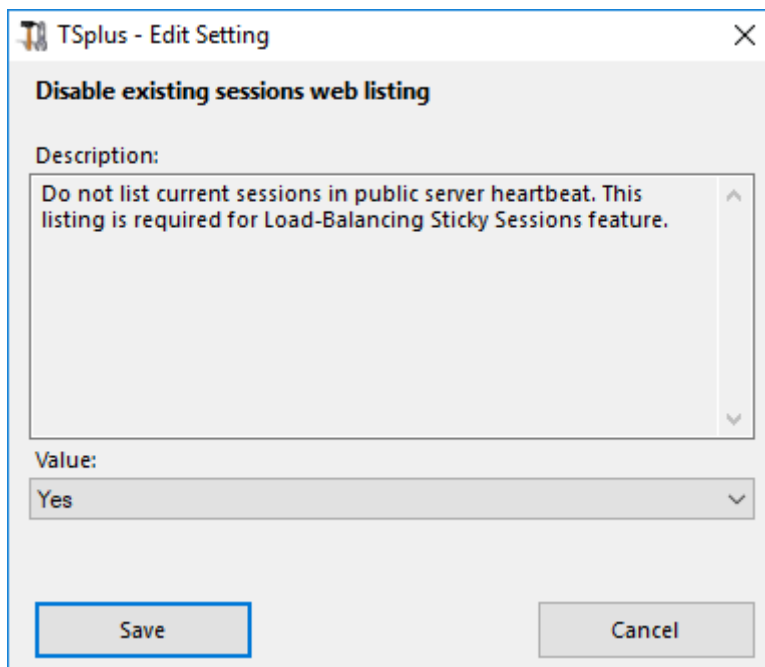 TSplus - Edit Setting
Disable existing sessions web listing
Description:
Do not list current sessions in public server heartbeat. This
listing is required for Load-Balancing Sticky Sessions feature.
Value:
Yes
Save
Cancel